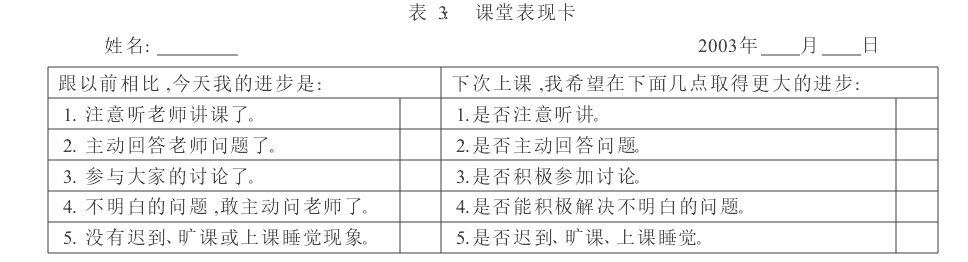 表 3: 课堂表现卡
姓名: ________ 2003年____月____日
跟以前相比,今天我的进步是: 下次上课,我希望在下面几点取得更大的进步:
1. 注意听老师讲课了。 1.是否注意听讲。
2. 主动回答老师问题了。 2.是否主动回答问题。
3. 参与大家的讨论了。 3.是否积极参加讨论。
4. 不明白的问题,敢主动问老师了。 4.是否能积极解决不明白的问题。
5. 没有迟到、旷课或上课睡觉现象。 5.是否迟到、旷课、上课睡觉。